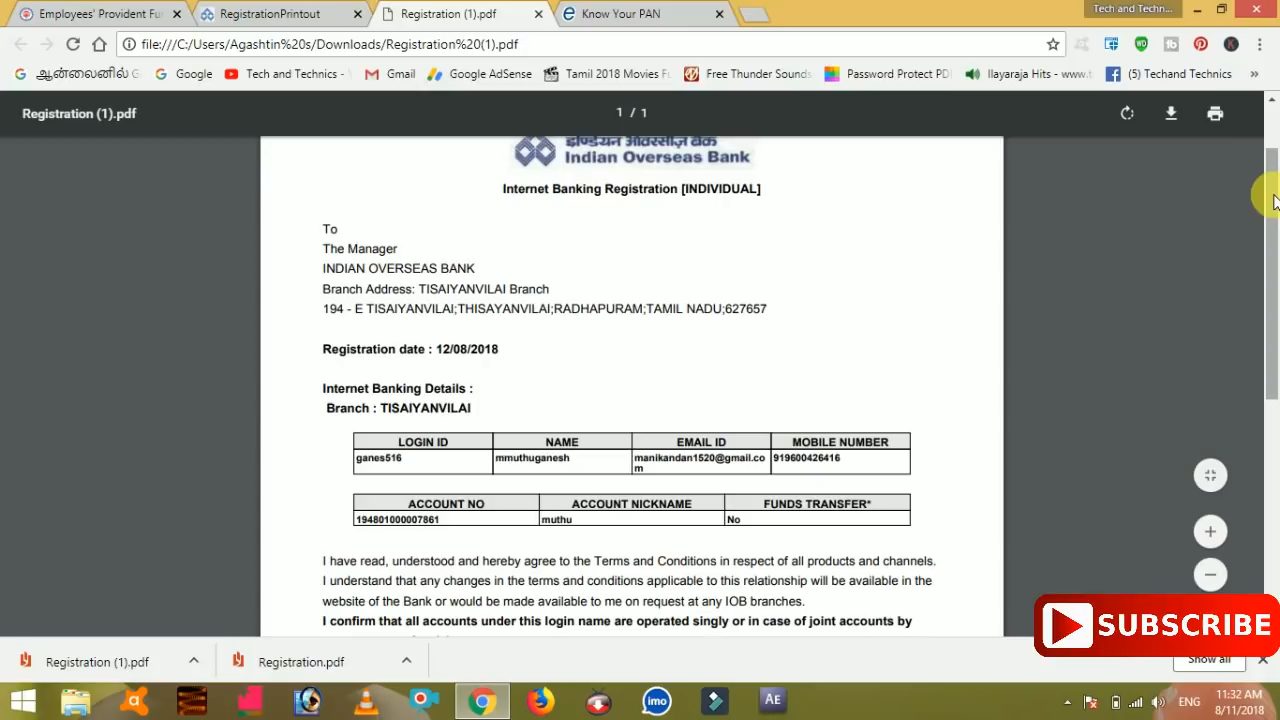 Employees' Provident Fun
RegistrationPrintout
Registration (1).pdf
Know Your PAN
Tech and Techn...
file:///C:/Users/Agashtin%20s/Downloads/Registration%20(1).pdf
ஆன்லைனில்
Google
Tech and Technics -
Gmail
Google AdSense
Tamil 2018 Movies F
Free Thunder Sounds
Password Protect PD
Ilayaraja Hits - www.
(5) Techand Technics
»
Registration (1).pdf
1 / 1
इण्डियन ओवरसीज़ बैंक
Indian Overseas Bank
Internet Banking Registration [INDIVIDUAL]
To
The Manager
INDIAN OVERSEAS BANK
Branch Address: TISAIYANVILAI Branch
194 - E TISAIYANVILAI;THISAYANVILAI;RADHAPURAM;TAMIL NADU;627657
Registration date : 12/08/2018
Internet Banking Details :
Branch : TISAIYANVILAI
LOGIN ID NAME EMAIL ID MOBILE NUMBER
ganes516 mmuthuganesh manikandan1520@gmail.co 919600426416
m
ACCOUNT NO ACCOUNT NICKNAME FUNDS TRANSFER*
194801000007861 muthu No
I have read, understood and hereby agree to the Terms and Conditions in respect of all products and channels.
I understand that any changes in the terms and conditions applicable to this relationship will be available in the
website of the Bank or would be made available to me on request at any IOB branches.
I confirm that all accounts under this login name are operated singly or in case of joint accounts by
SUBSCRIBE
Registration (1).pdf
Registration.pdf
Show all
imo
AE
ENG
11:32 AM
8/11/2018